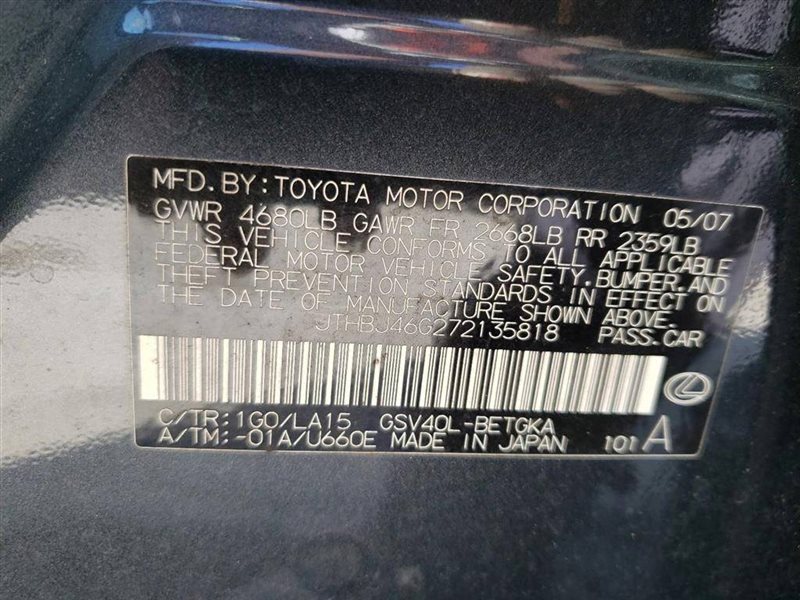 MFD.BY:TOYOTA MOTOR CORPORATION 05/07
GVWR 4680LB GAWR FR 2668LB RR 2359LB
THIS VEHICLE CONFORMS TO ALL APPLICABLE
FEDERAL MOTOR VEHICLE SAFETY,BUMPER,AND
THEFT PREVENTION STANDARDS IN EFFECT ON
THE DATE OF MANUFACTURE SHOWN ABOVE.
JTHBJ46G272135818 PASS.CAR
C/TR:1G0/LA15 GSV40L-BETGKA
A/TM:-01A/U660E MADE IN JAPAN 101 A